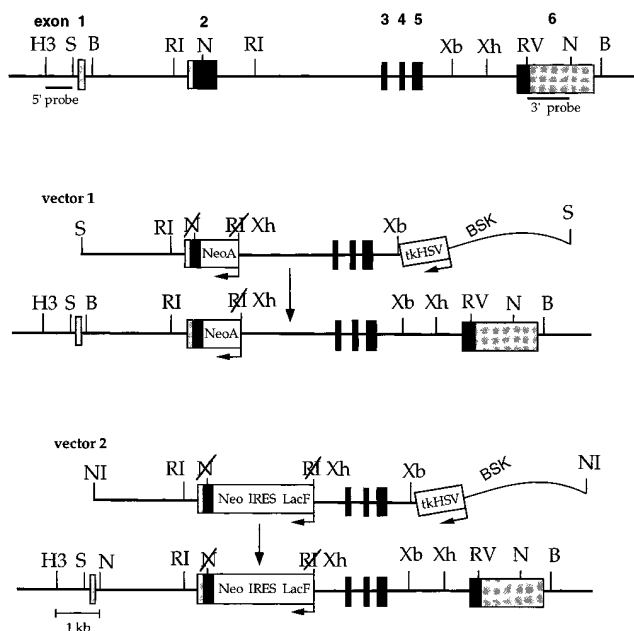 exon 1 2 3 4 5 6
H3 S B RI N RI Xb Xh RV N B
5' probe 3' probe
vector 1
S RI N RI Xh Xb BSK S
NeoA tkHSV
H3 S B RI RI Xh Xb Xh RV N B
NeoA
vector 2
NI RI N RI Xh Xb BSK NI
Neo IRES LacF tkHSV
H3 S N RI N RI Xh Xb Xh RV N B
Neo IRES LacF
1 kb